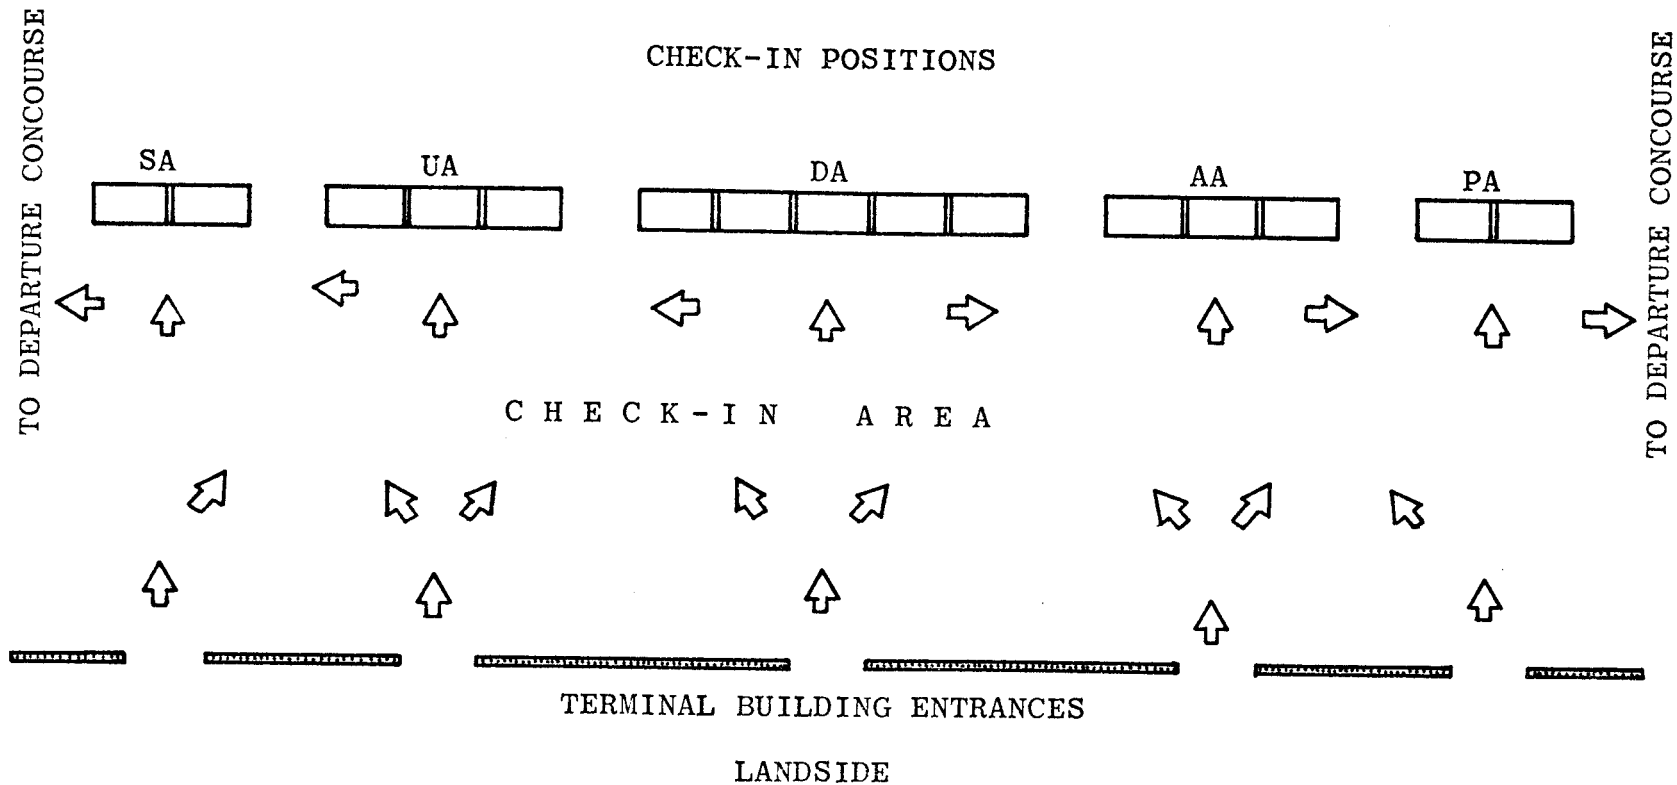 CHECK-IN POSITIONS
TO DEPARTURE CONCOURSE
SA
UA
DA
AA
PA
TO DEPARTURE CONCOURSE
CHECK-IN AREA
TERMINAL BUILDING ENTRANCES
LANDSIDE